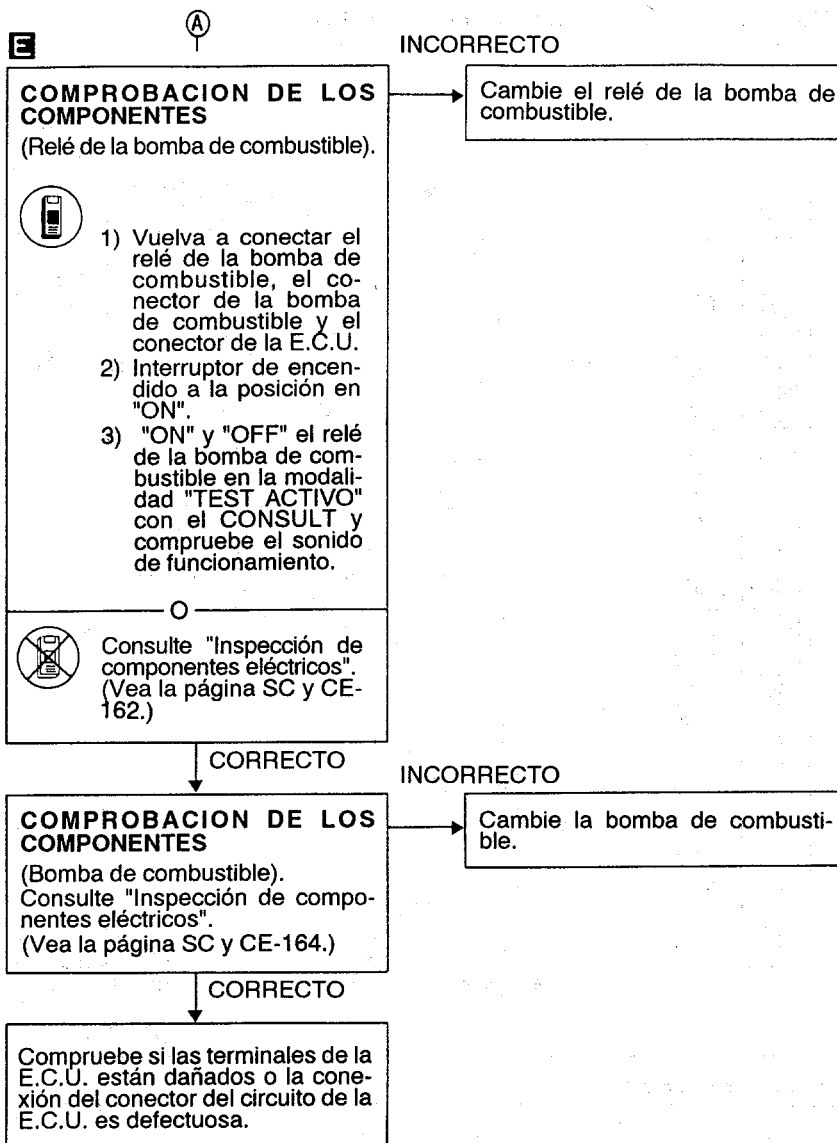 A
E
INCORRECTO
COMPROBACION DE LOS
COMPONENTES
(Relé de la bomba de combustible).
1) Vuelva a conectar el
relé de la bomba de
combustible, el co-
nector de la bomba
de combustible y el
conector de la E.C.U.
2) Interruptor de encen-
dido a la posición en
"ON".
3) "ON" y "OFF" el relé
de la bomba de com-
bustible en la modali-
dad "TEST ACTIVO"
con el CONSULT y
compruebe el sonido
de funcionamiento.
O
Consulte "Inspección de
componentes eléctricos".
(Vea la página SC y CE-
162.)
Cambie el relé de la bomba de
combustible.
CORRECTO
INCORRECTO
COMPROBACION DE LOS
COMPONENTES
(Bomba de combustible).
Consulte "Inspección de compo-
nentes eléctricos".
(Vea la página SC y CE-164.)
Cambie la bomba de combusti-
ble.
CORRECTO
Compruebe si las terminales de la
E.C.U. están dañados o la cone-
xión del conector del circuito de la
E.C.U. es defectuosa.